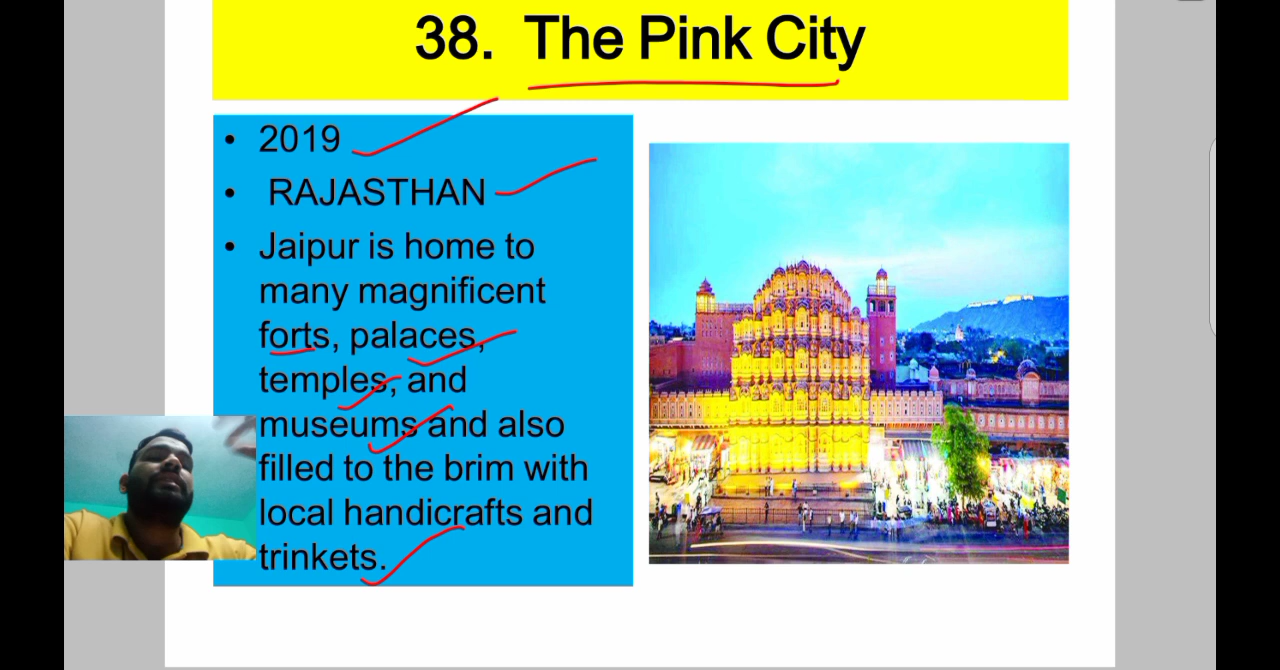 38. The Pink City
• 2019
• RAJASTHAN
• Jaipur is home to
many magnificent
forts, palaces,
temples, and
museums and also
filled to the brim with
local handicrafts and
trinkets.